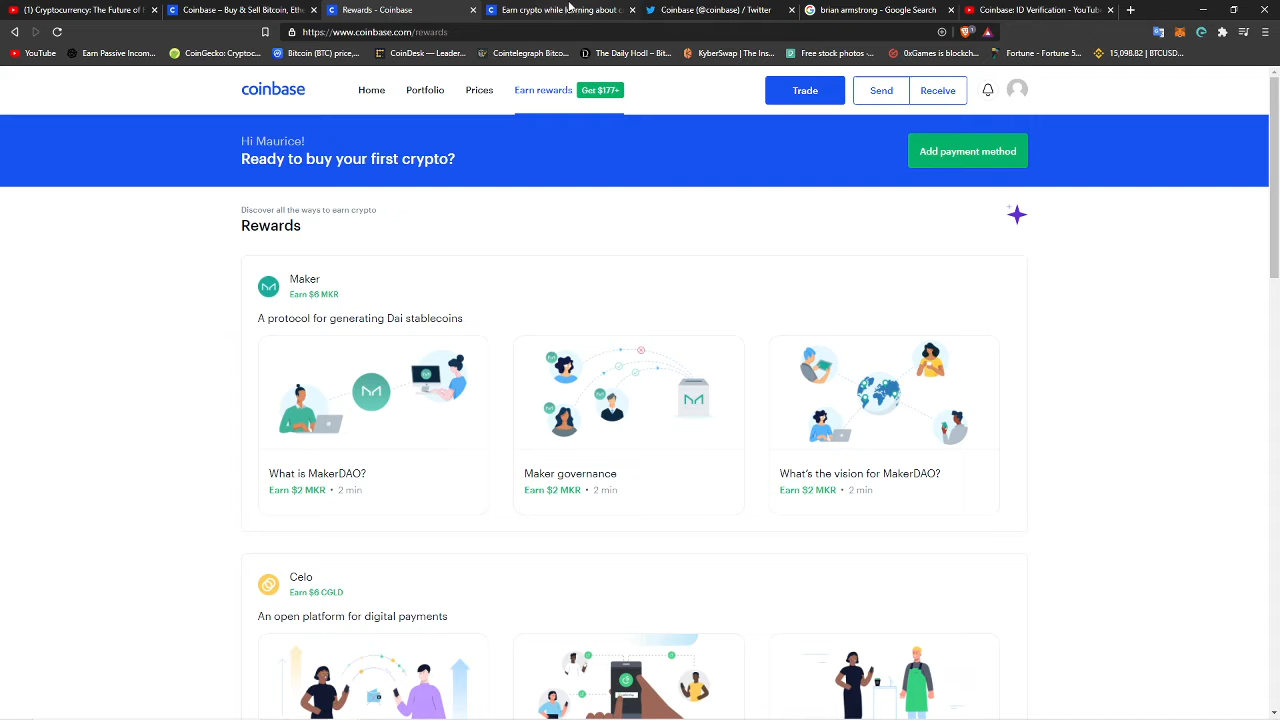 (1) Cryptocurrency: The Future of F
Coinbase – Buy & Sell Bitcoin, Ethe
Rewards - Coinbase
Earn crypto while learning about c
Coinbase (@coinbase) / Twitter
brian armstrong - Google Search
Coinbase: ID Verification - YouTube
https://www.coinbase.com/rewards
YouTube
Earn Passive Incom...
CoinGecko: Cryptoc...
Bitcoin (BTC) price,...
CoinDesk — Leader...
Cointelegraph Bitco...
The Daily Hodl – Bit...
KyberSwap | The Ins...
Free stock photos ·...
0xGames is blockch...
Fortune - Fortune 5...
15,098.82 | BTCUSD...
coinbase
Home
Portfolio
Prices
Earn rewards
Get $177+
Trade
Send
Receive
Hi Maurice!
Ready to buy your first crypto?
Add payment method
Discover all the ways to earn crypto
Rewards
Maker
Earn $6 MKR
A protocol for generating Dai stablecoins
What is MakerDAO?
Earn $2 MKR • 2 min
Maker governance
Earn $2 MKR • 2 min
What's the vision for MakerDAO?
Earn $2 MKR • 2 min
Celo
Earn $6 CGLD
An open platform for digital payments